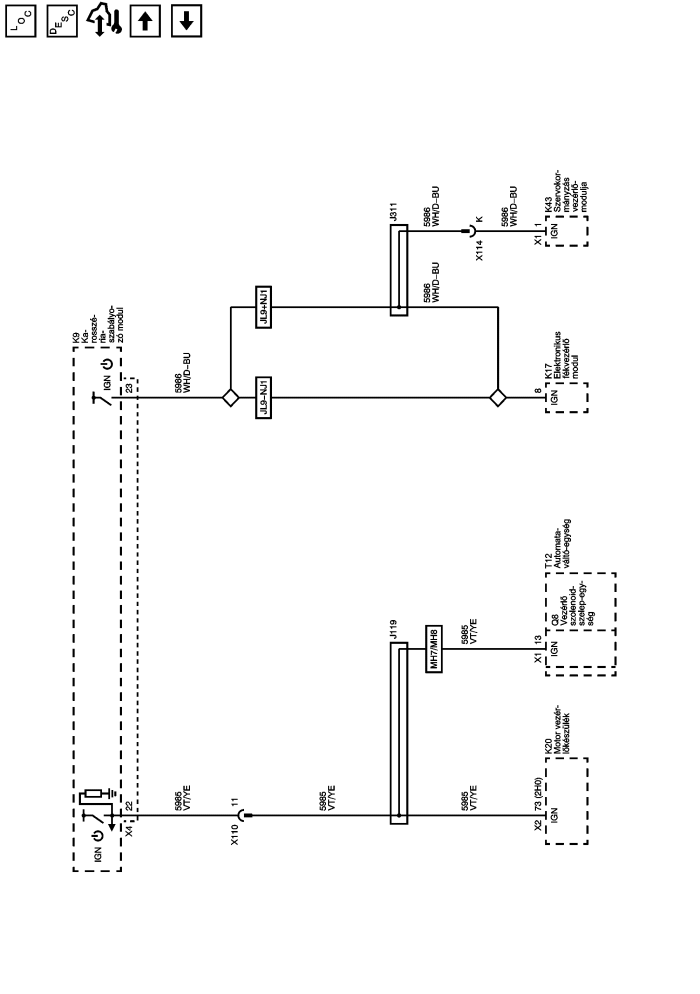 LOC
DESC
K9
Ka-
rosszé-
ria-
szabályo-
zó modul
IGN
23
5986
WH/D-BU
JL9+NJ1
JL9-NJ1
J311
5986
WH/D-BU
5986
WH/D-BU
K
X114
5986
WH/D-BU
X1
1
K43
Szervokor-
mányzás
vezérlő-
modulja
IGN
8
K17
Elektronikus
fékvezérlő
modul
IGN
IGN
X4
22
5985
VT/YE
X110
11
5985
VT/YE
J119
MH7/MH8
5985
VT/YE
5985
VT/YE
X1
13
T12
Automata-
váltó-egység
Q8
Vezérlő
szolenoid-
szelep-egy-
ség
IGN
X2
73 (2H0)
K20
Motor vezér-
lőkészülék
IGN